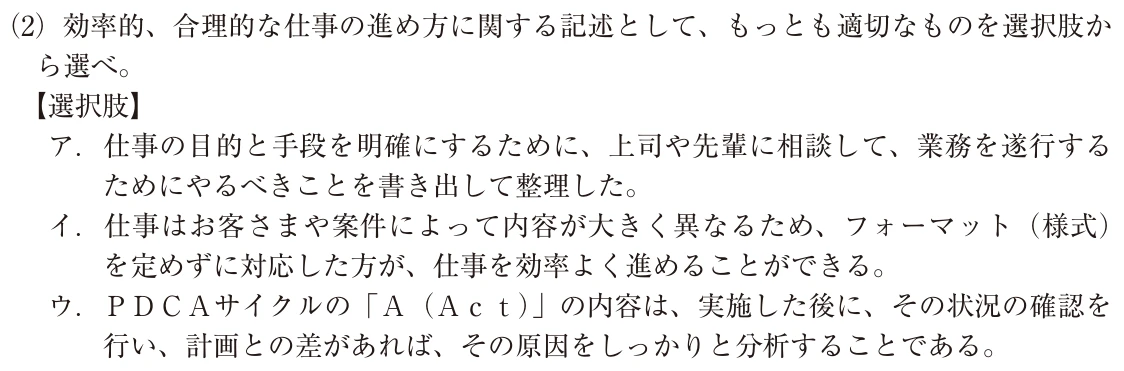 (2) 効率的、合理的な仕事の進め方に関する記述として、もっとも適切なものを選択肢か
ら選べ。
【選択肢】
ア．仕事の目的と手段を明確にするために、上司や先輩に相談して、業務を遂行する
ためにやるべきことを書き出して整理した。
イ．仕事はお客さまや案件によって内容が大きく異なるため、フォーマット（様式）
を定めずに対応した方が、仕事を効率よく進めることができる。
ウ．ＰＤＣＡサイクルの「Ａ（Ａｃｔ）」の内容は、実施した後に、その状況の確認を
行い、計画との差があれば、その原因をしっかりと分析することである。